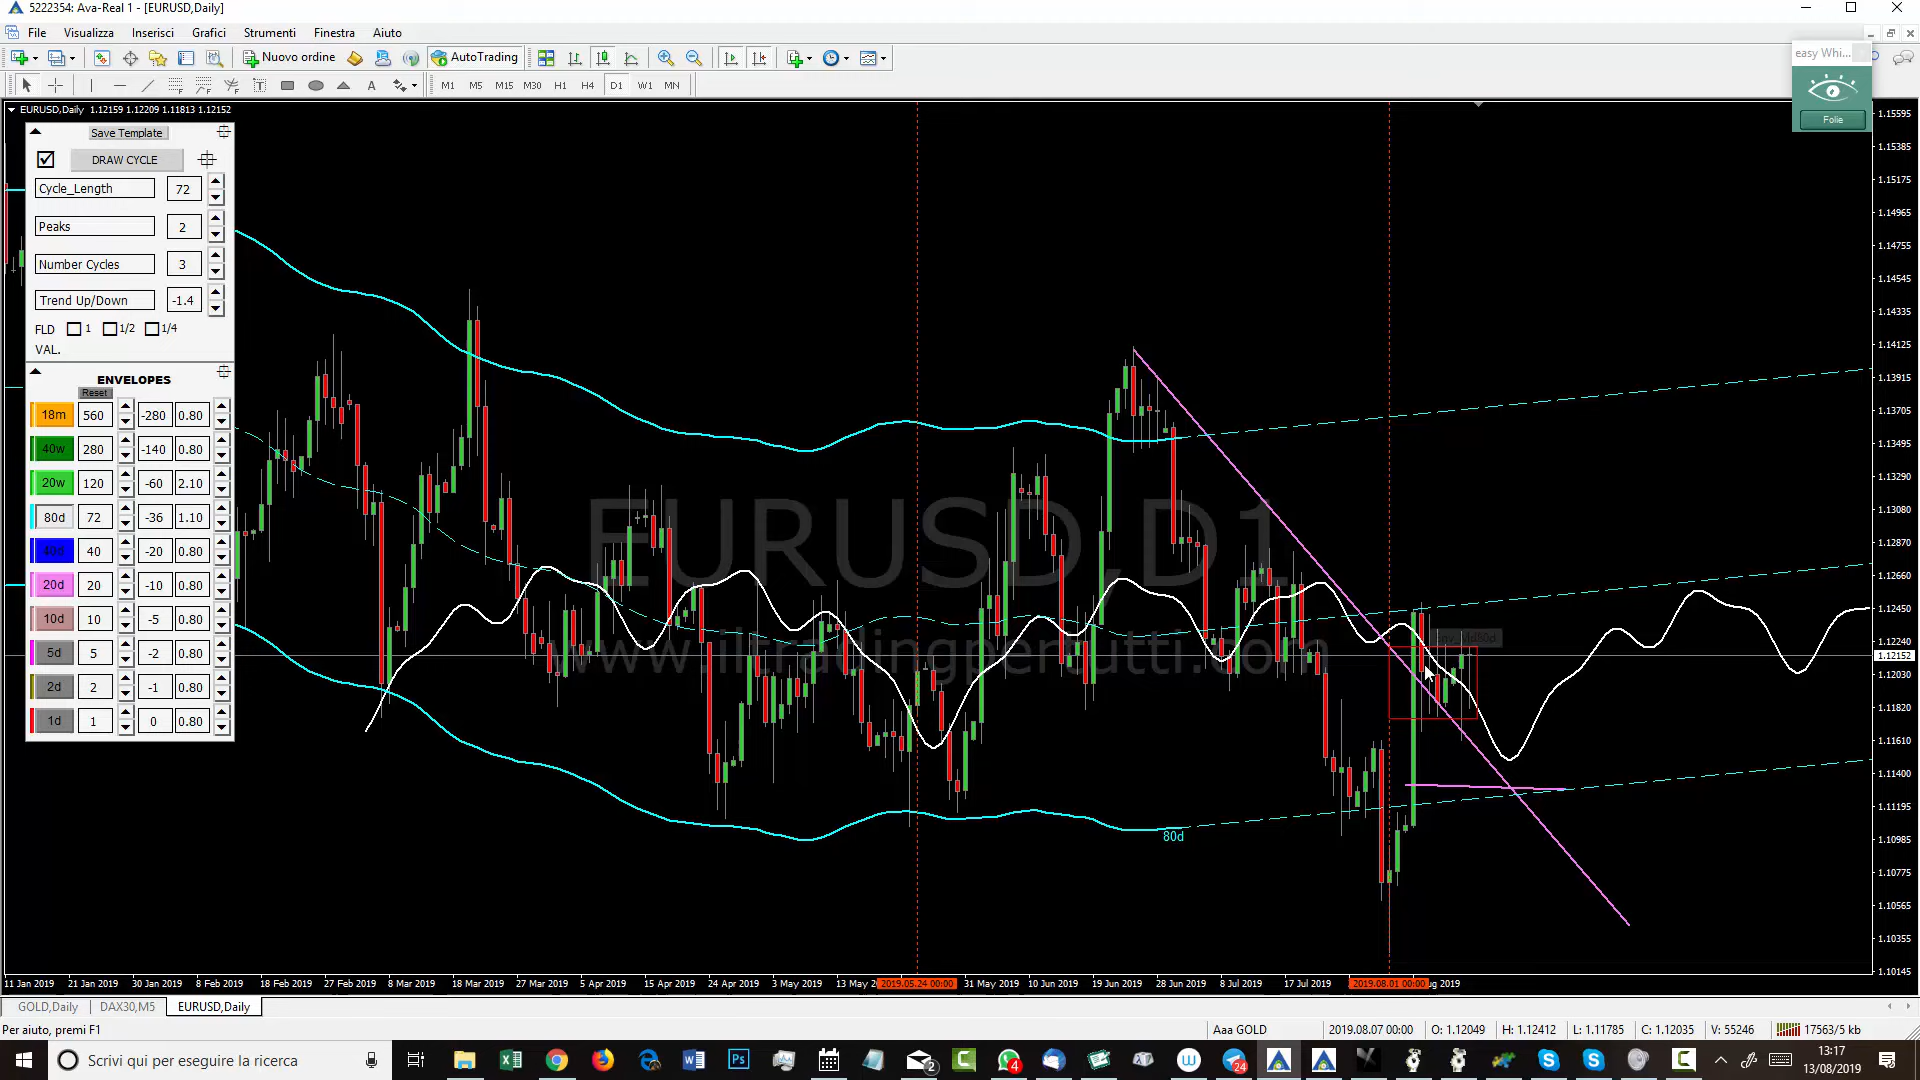 5222354: Ava-Real 1 - [EURUSD,Daily]
File Visualizza Inserisci Grafici Strumenti Finestra Aiuto
easy Whi...
Nuovo ordine AutoTrading
M1 M5 M15 M30 H1 H4 D1 W1 MN
Folie
EURUSD,Daily 1.12159 1.12209 1.11813 1.12152
Save Template
DRAW CYCLE
Cycle_Length 72
Peaks 2
Number Cycles 3
Trend Up/Down -1.4
FLD 1 1/2 1/4
VAL.
ENVELOPES
Reset
18m 560 -280 0.80
40w 280 -140 0.80
20w 120 -60 2.10
80d 72 -36 1.10
40d 40 -20 0.80
20d 20 -10 0.80
10d 10 -5 0.80
5d 5 -2 0.80
2d 2 -1 0.80
1d 1 0 0.80
EURUSD,D1
www.iltradingpertutti.com
80d
1.15595
1.15385
1.15175
1.14965
1.14755
1.14545
1.14335
1.14125
1.13915
1.13705
1.13495
1.13290
1.13080
1.12870
1.12660
1.12450
1.12240
1.12152
1.12030
1.11820
1.11610
1.11400
1.11195
1.10985
1.10775
1.10565
1.10355
1.10145
11 Jan 2019 21 Jan 2019 30 Jan 2019 8 Feb 2019 18 Feb 2019 27 Feb 2019 8 Mar 2019 18 Mar 2019 27 Mar 2019 5 Apr 2019 15 Apr 2019 24 Apr 2019 3 May 2019 13 May 2 2019.05.24 00:00 31 May 2019 10 Jun 2019 19 Jun 2019 28 Jun 2019 8 Jul 2019 17 Jul 2019 2019.08.01 00:00 ug 2019
GOLD,Daily DAX30,M5 EURUSD,Daily
Per aiuto, premi F1 Aaa GOLD 2019.08.07 00:00 O: 1.12049 H: 1.12412 L: 1.11785 C: 1.12035 V: 55246 17563/5 kb
Scrivi qui per eseguire la ricerca 2 4 24 13:17
13/08/2019